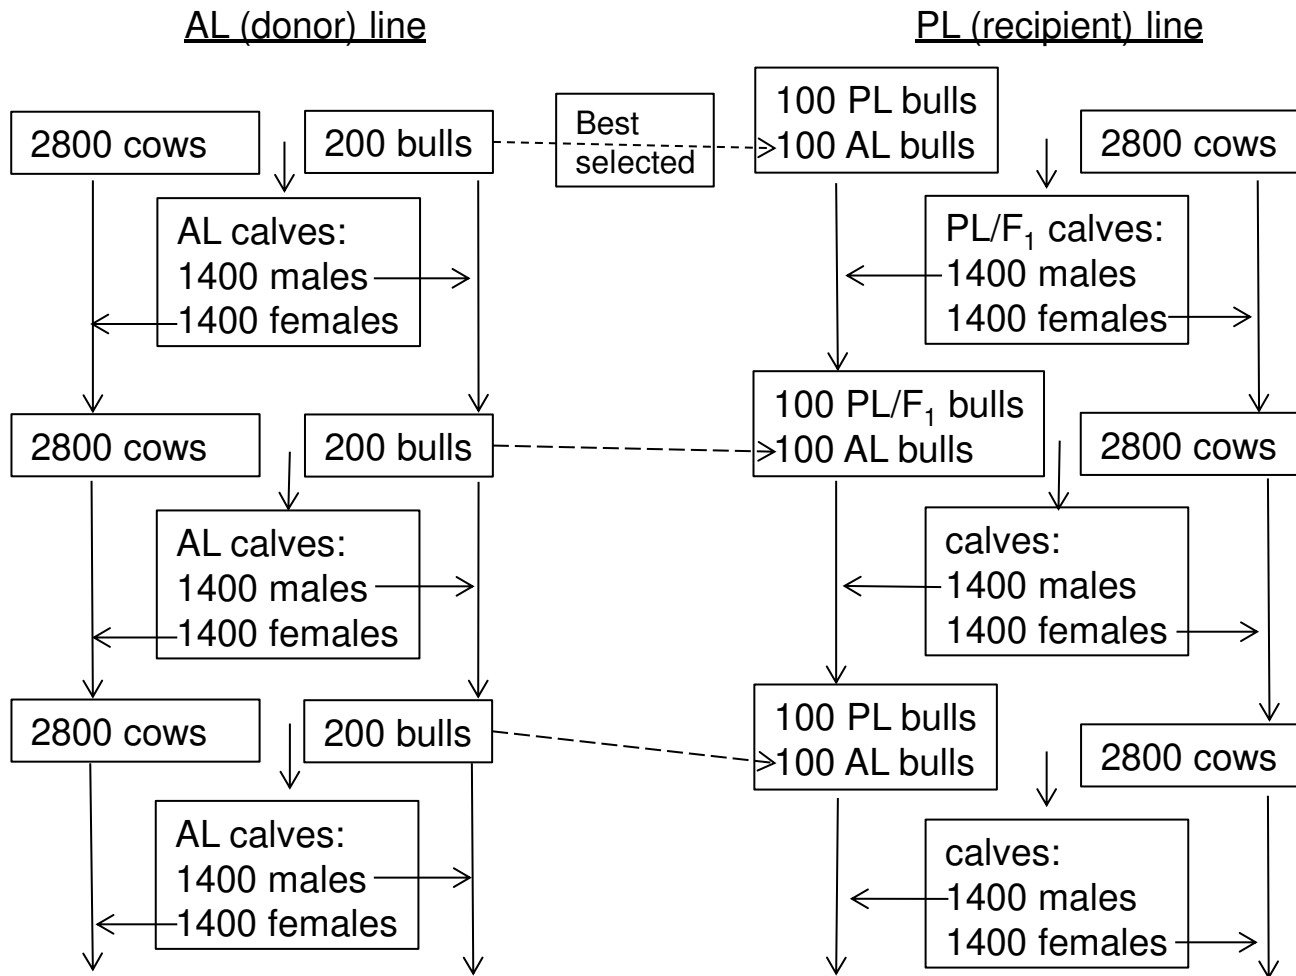 AL (donor) line
PL (recipient) line
2800 cows
200 bulls
Best
selected
100 PL bulls
100 AL bulls
2800 cows
AL calves:
1400 males
1400 females
PL/F₁ calves:
1400 males
1400 females
2800 cows
200 bulls
100 PL/F₁ bulls
100 AL bulls
2800 cows
AL calves:
1400 males
1400 females
calves:
1400 males
1400 females
2800 cows
200 bulls
100 PL bulls
100 AL bulls
2800 cows
AL calves:
1400 males
1400 females
calves:
1400 males
1400 females